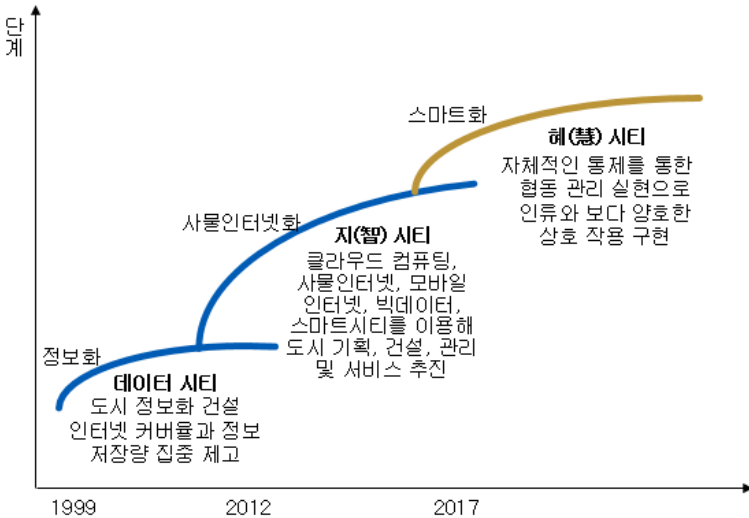 단
계
스마트화
혜(慧) 시티
자체적인 통제를 통한
협동 관리 실현으로
인류와 보다 양호한
상호 작용 구현
사물인터넷화
지(智) 시티
클라우드 컴퓨팅,
사물인터넷, 모바일
인터넷, 빅데이터,
스마트시티를 이용해
도시 기획, 건설, 관리
및 서비스 추진
정보화
데이터 시티
도시 정보화 건설
인터넷 커버율과 정보
저장량 집중 제고
1999 2012 2017